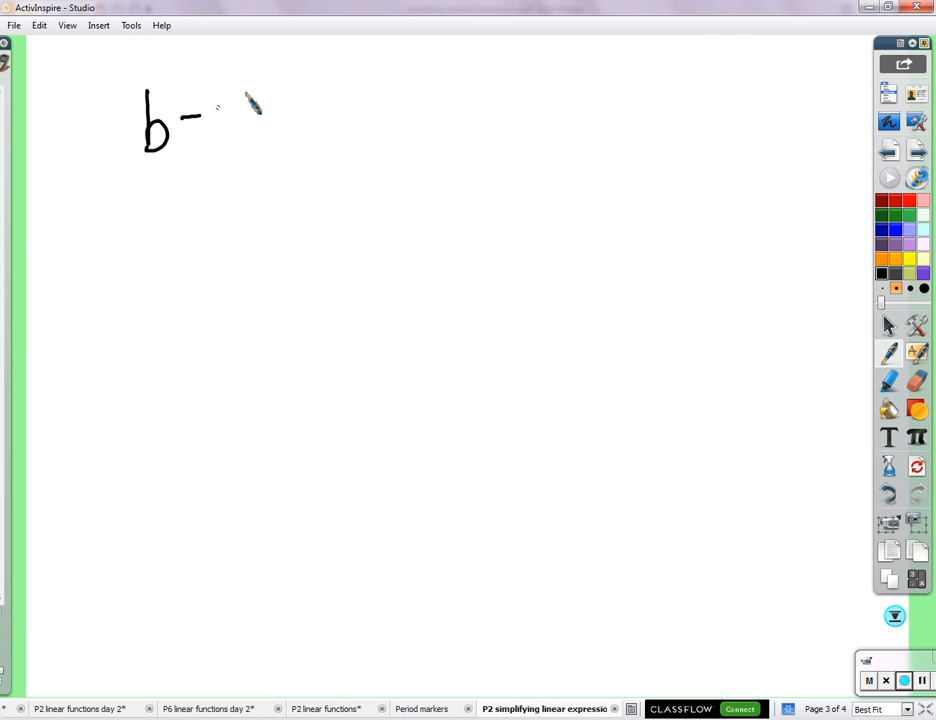 ActivInspire - Studio
File Edit View Insert Tools Help
b-
M
P2 linear functions day 2* P6 linear functions day 2* P2 linear functions* Period markers P2 simplifying linear expressio CLASSFLOW Connect Page 3 of 4 Best Fit